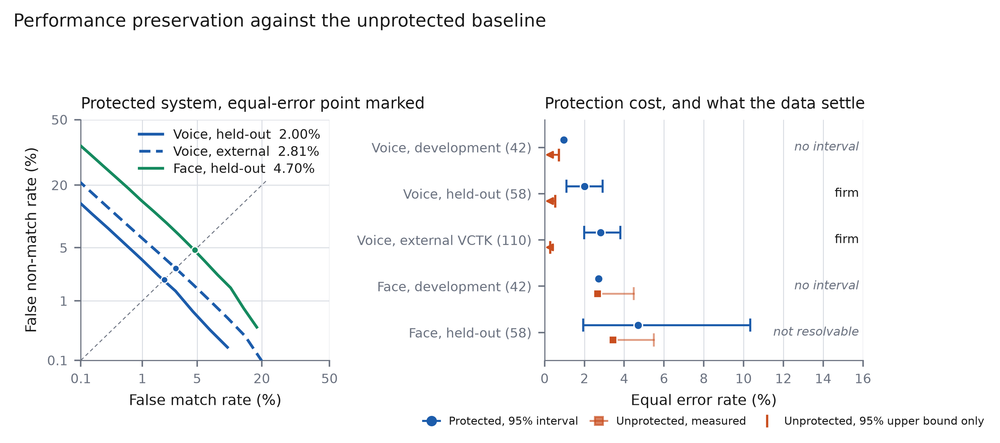 Performance preservation against the unprotected baseline
Protected system, equal-error point marked
50
20
5
1
0.1
False non-match rate (%)
Voice, held-out 2.00%
Voice, external 2.81%
Face, held-out 4.70%
0.1 1 5 20 50
False match rate (%)
Protection cost, and what the data settle
Voice, development (42)
no interval
Voice, held-out (58)
firm
Voice, external VCTK (110)
firm
Face, development (42)
no interval
Face, held-out (58)
not resolvable
0 2 4 6 8 10 12 14 16
Equal error rate (%)
Protected, 95% interval
Unprotected, measured
Unprotected, 95% upper bound only